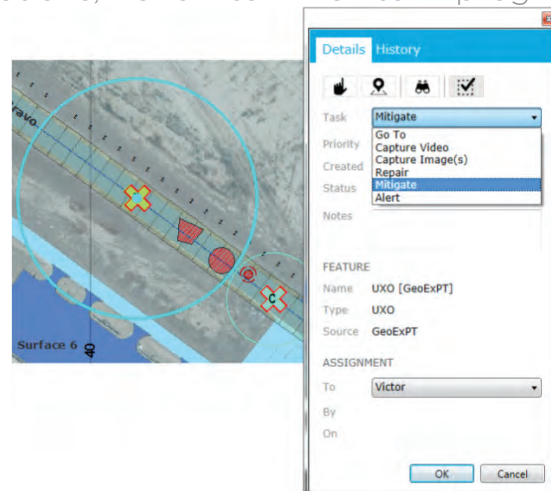 Details History
Task Mitigate
Go To
Capture Video
Capture Image(s)
Repair
Mitigate
Alert
Priority
Created
Status
Notes
FEATURE
Name UXO [GeoExPT]
Type UXO
Source GeoExPT
ASSIGNMENT
To Victor
By
On
OK Cancel
ravo
C
Surface 6
40